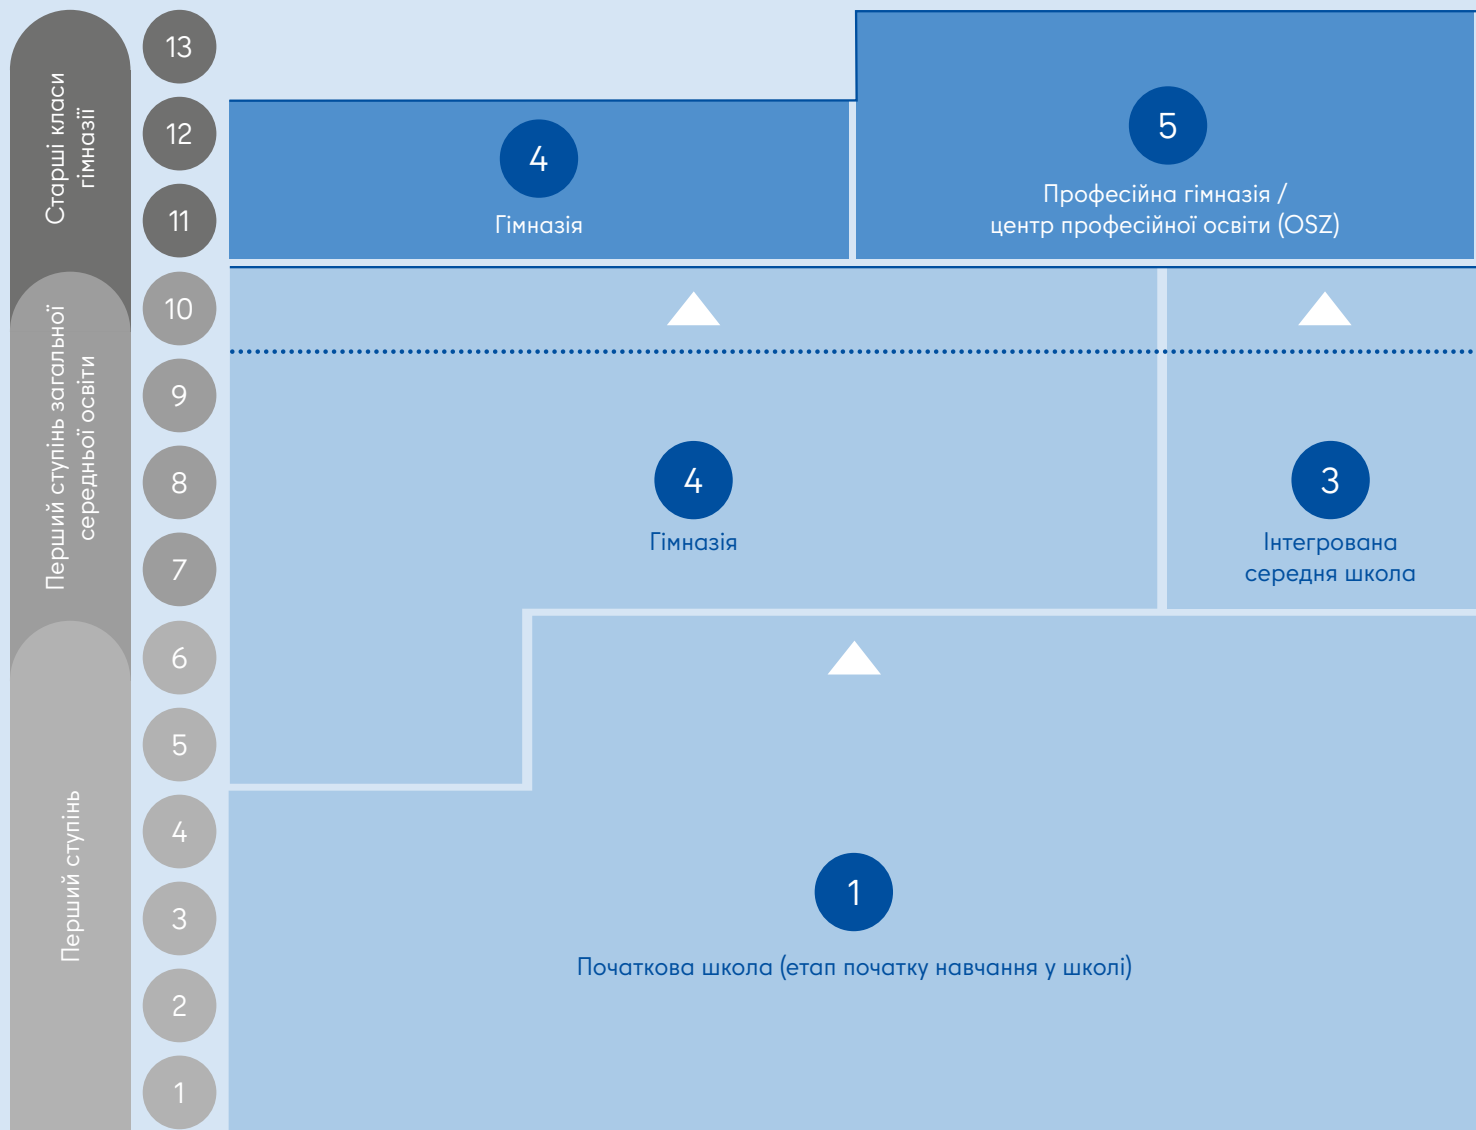 Старші класи
гімназії
Перший ступінь загальної
середньої освіти
Перший ступінь
13
12
11
10
9
8
7
6
5
4
3
2
1
4
Гімназія
5
Професійна гімназія /
центр професійної освіти (OSZ)
4
Гімназія
3
Інтегрована
середня школа
1
Початкова школа (етап початку навчання у школі)